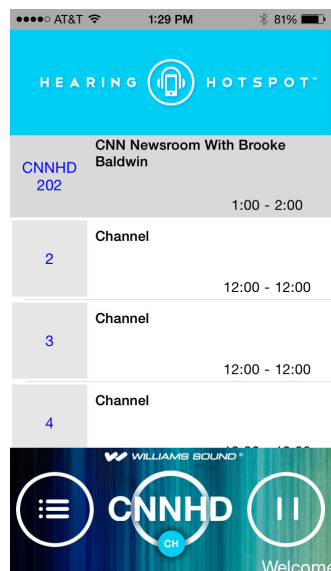 AT&T 1:29 PM 81%
HEARING HOTSPOT™
CNN Newsroom With Brooke
Baldwin
CNNHD
202
1:00 - 2:00
Channel
2
12:00 - 12:00
Channel
3
12:00 - 12:00
Channel
4
WILLIAMS SOUND®
CNNHD
CH
Welcome